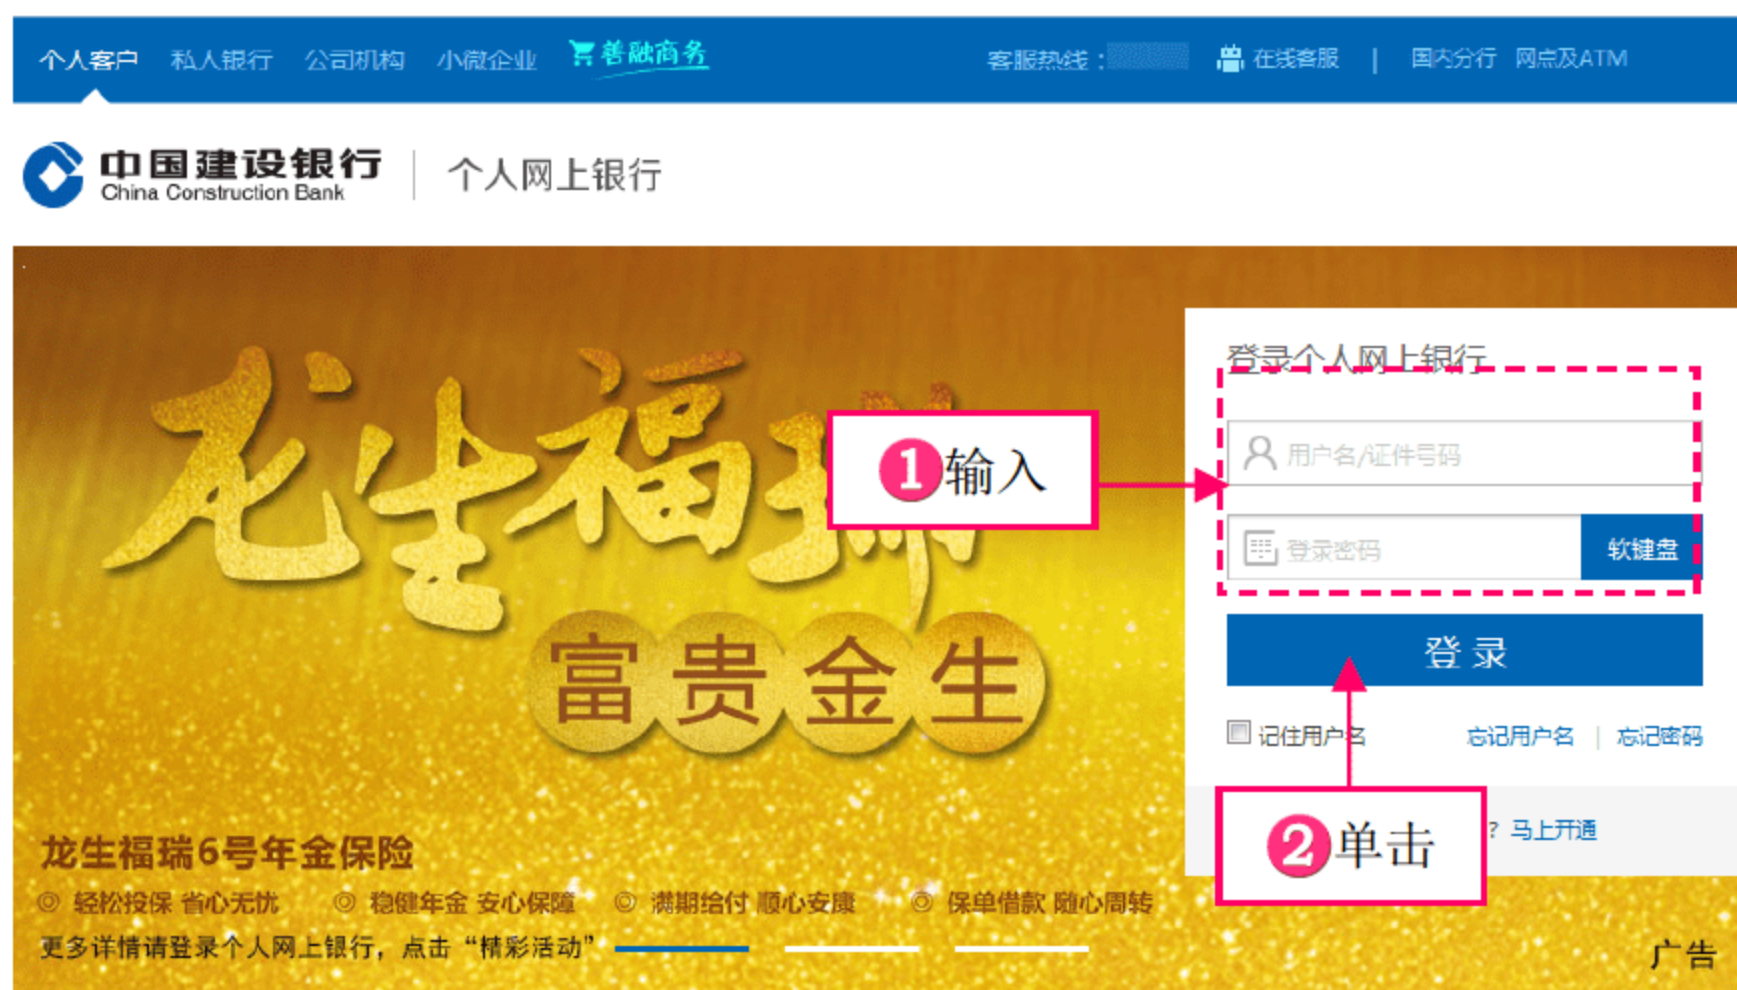 个人客户 私人银行 公司机构 小微企业 善融商务 客服热线： 在线客服 | 国内分行 网点及ATM
中国建设银行 个人网上银行
China Construction Bank
登录个人网上银行
龙生福瑞
用户名/证件号码
❶输入
登录密码 软键盘
富贵金生
登录
记住用户名 忘记用户名 | 忘记密码
❷单击
? 马上开通
龙生福瑞6号年金保险
◎ 轻松投保 省心无忧 ◎ 稳健年金 安心保障 ◎ 满期给付 顺心安康 ◎ 保单借款 随心周转
更多详情请登录个人网上银行，点击“精彩活动”
广告